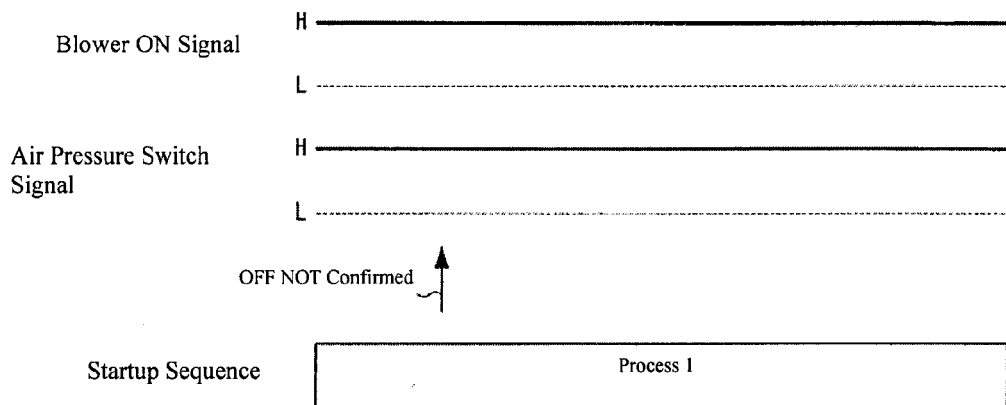 H
Blower ON Signal
L
H
Air Pressure Switch
Signal
L
OFF NOT Confirmed
Process 1
Startup Sequence